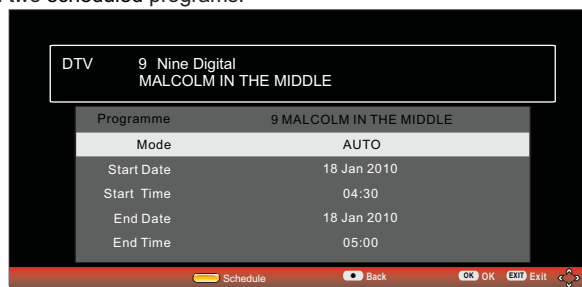 two scheduled programs.
DTV 9 Nine Digital
MALCOLM IN THE MIDDLE
Programme 9 MALCOLM IN THE MIDDLE
Mode AUTO
Start Date 18 Jan 2010
Start Time 04:30
End Date 18 Jan 2010
End Time 05:00
Schedule Back OK OK EXIT Exit